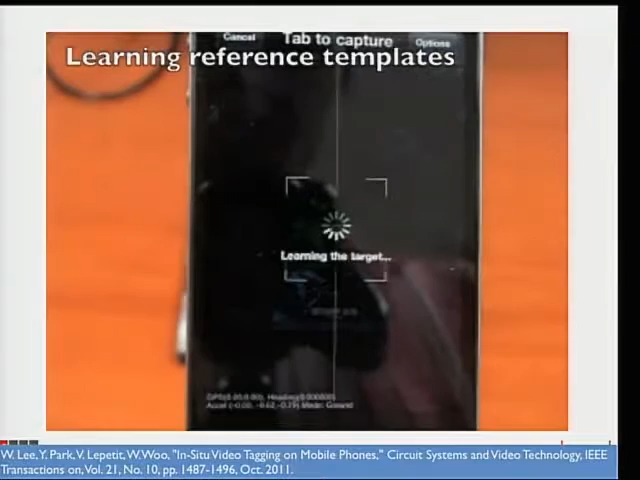 Cancel
Tab to capture
Options
Learning reference templates
Learning the target...
W. Lee, Y. Park, V. Lepetit, W. Woo, "In-Situ Video Tagging on Mobile Phones," Circuit Systems and Video Technology, IEEE
Transactions on, Vol. 21, No. 10, pp. 1487-1496, Oct. 2011.